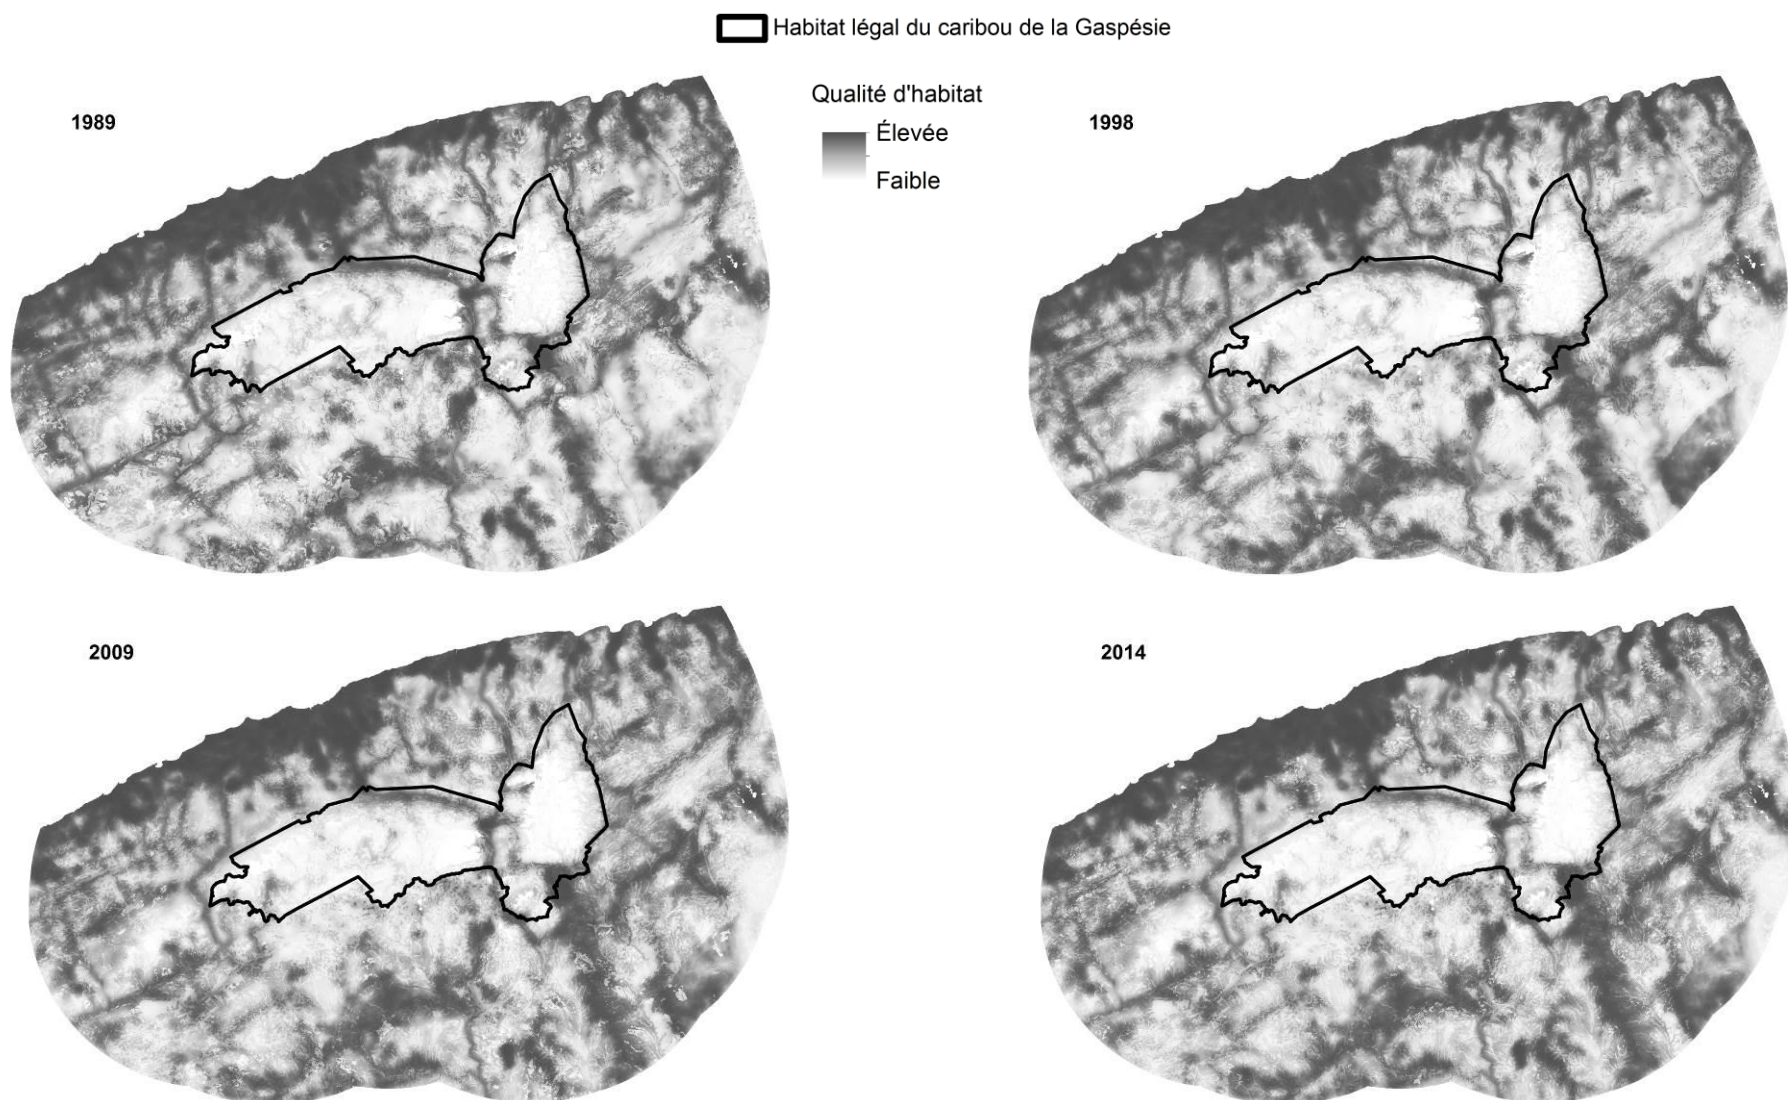 Habitat légal du caribou de la Gaspésie
Qualité d'habitat
Élevée
Faible
1989
1998
2009
2014